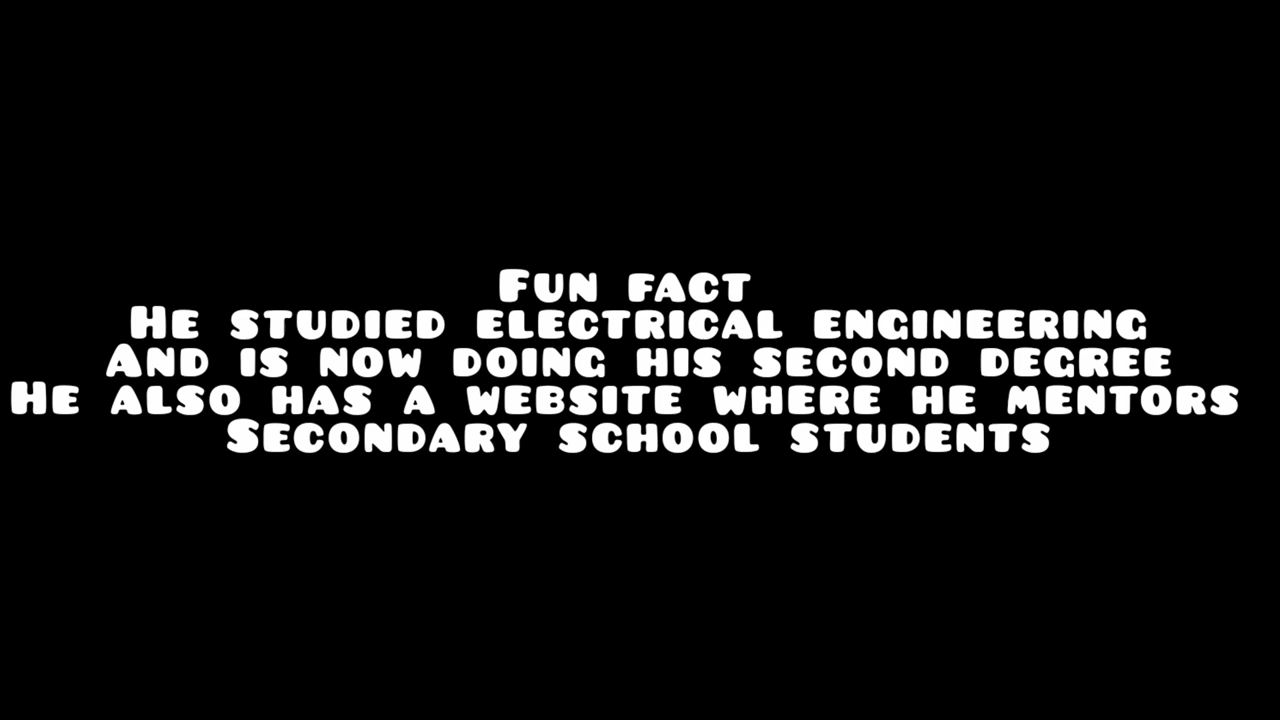 Fun fact
He studied electrical engineering
And is now doing his second degree
He also has a website where he mentors
Secondary school students